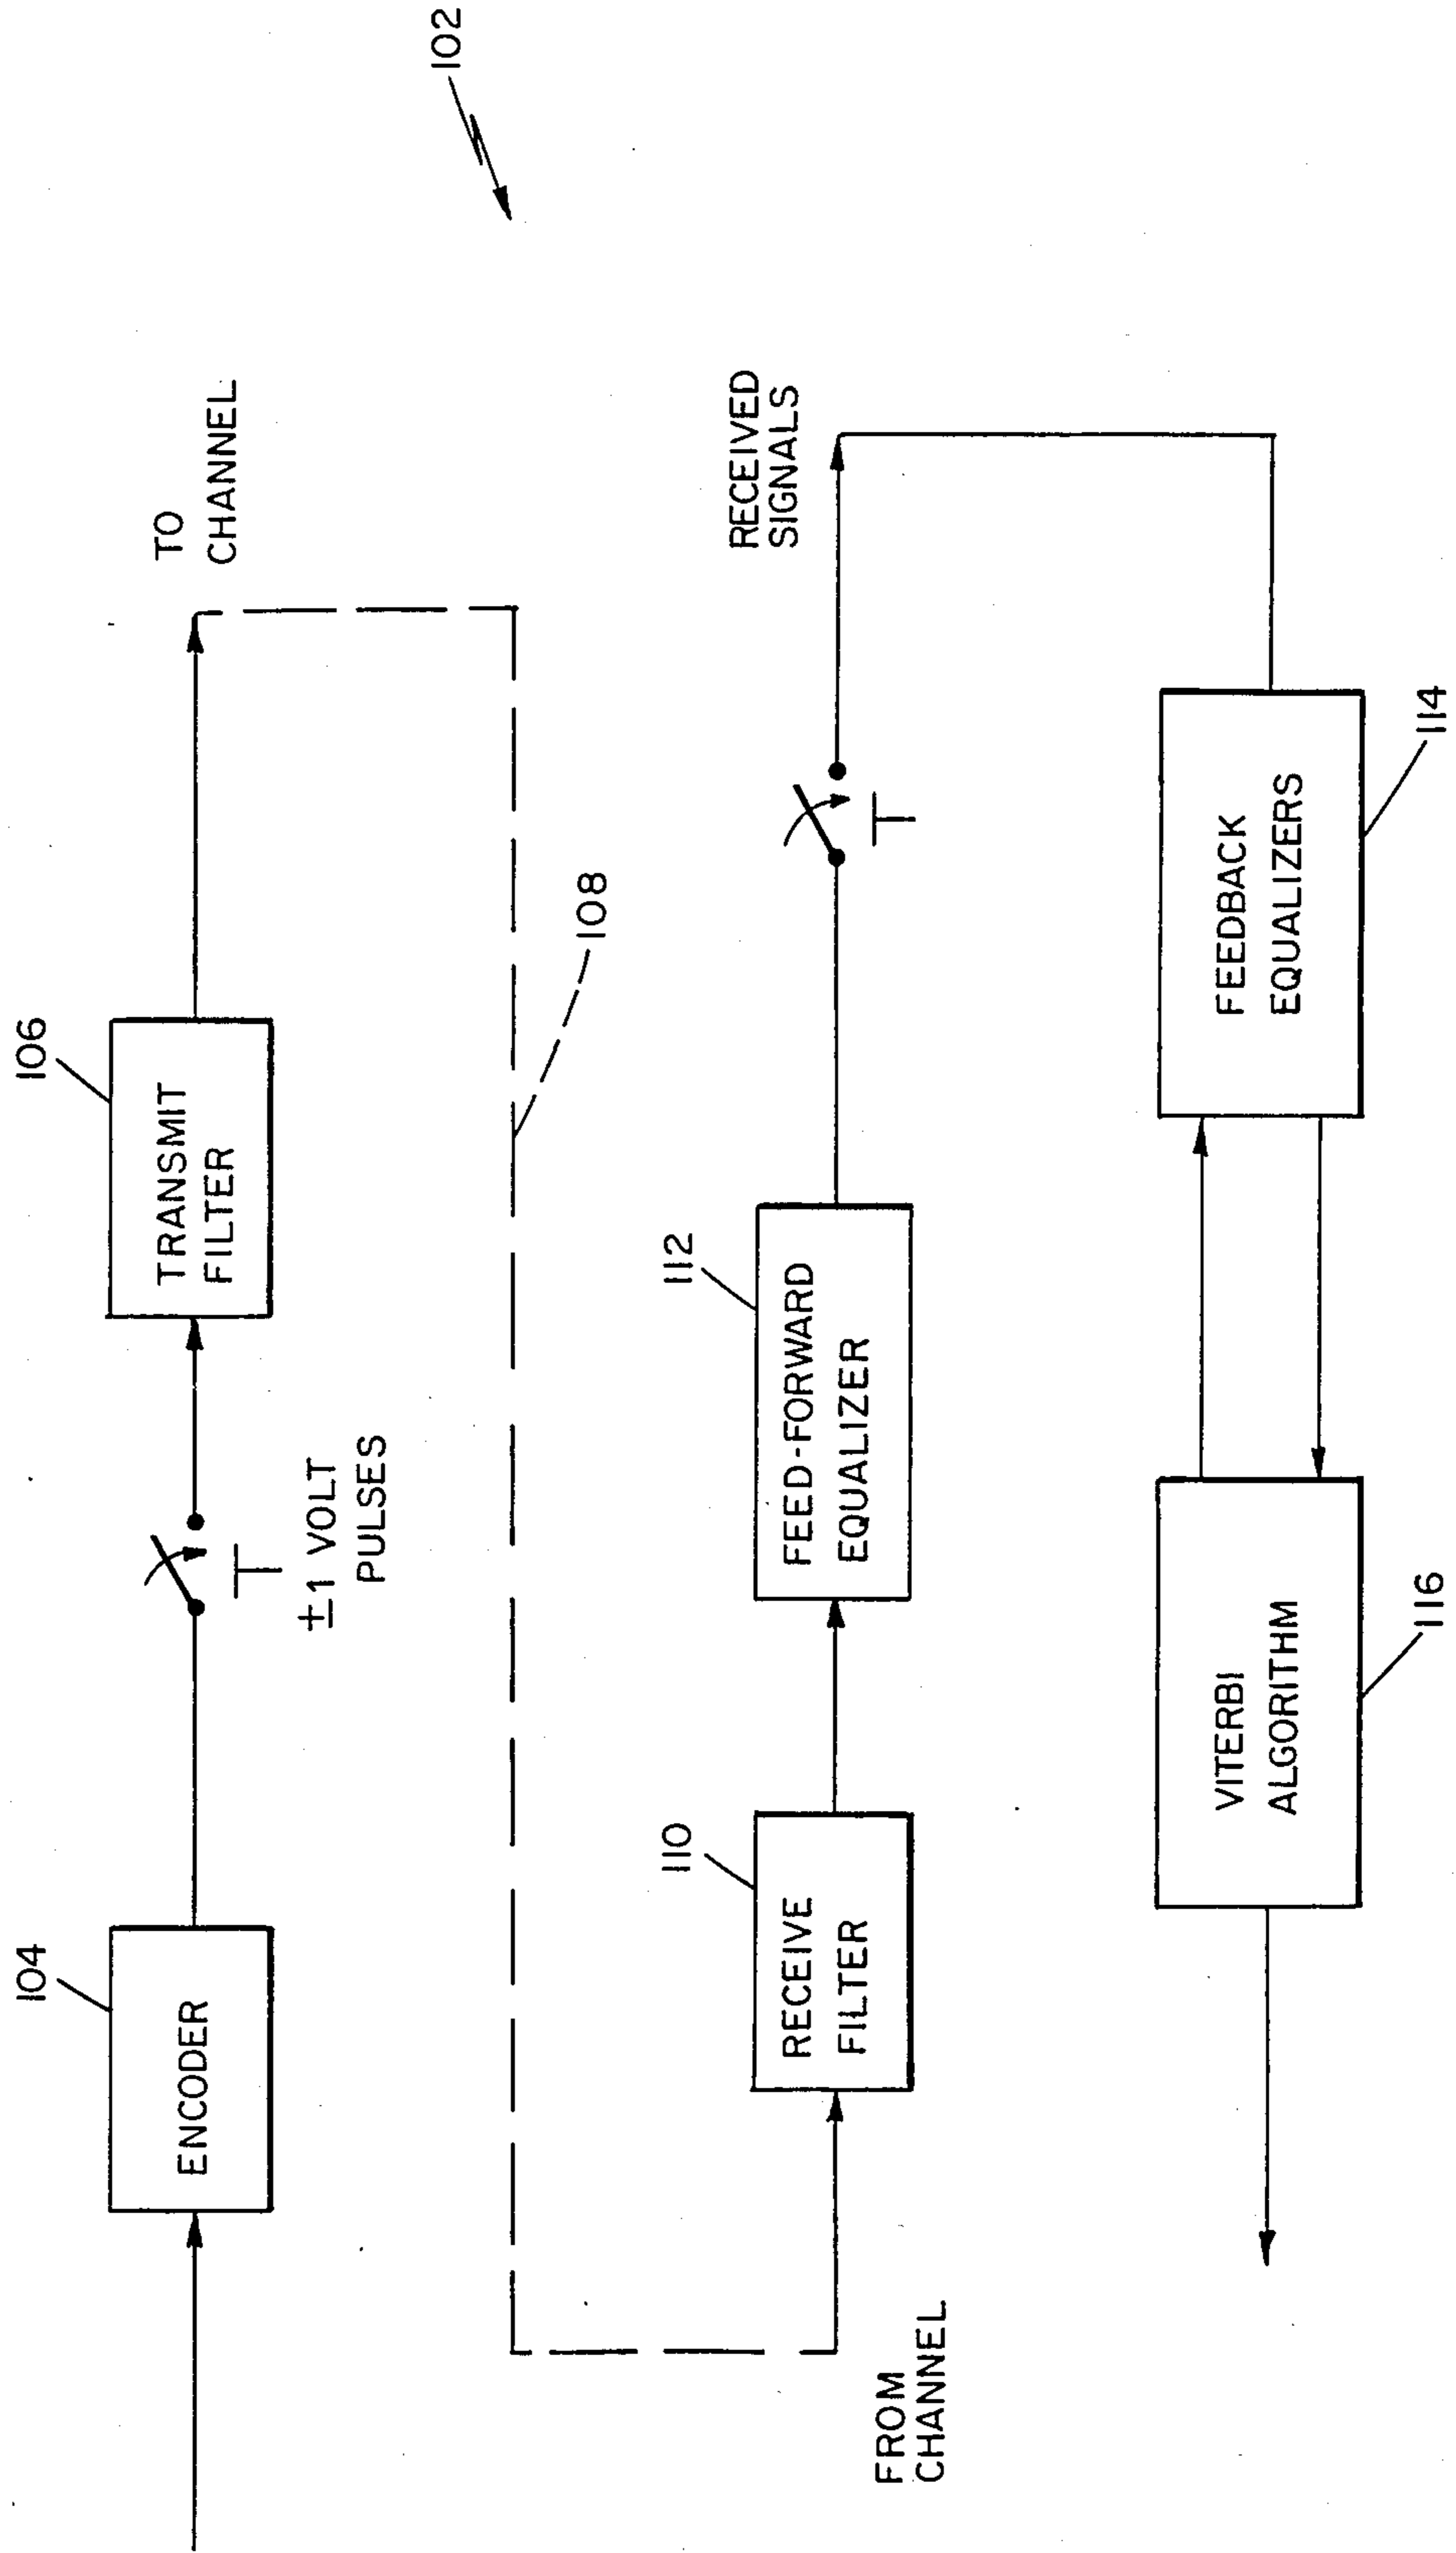 102
104
ENCODER
T
±1 VOLT
PULSES
106
TRANSMIT
FILTER
TO
CHANNEL
108
FROM
CHANNEL
110
RECEIVE
FILTER
112
FEED-FORWARD
EQUALIZER
T
RECEIVED
SIGNALS
VITERBI
ALGORITHM
116
FEEDBACK
EQUALIZERS
114